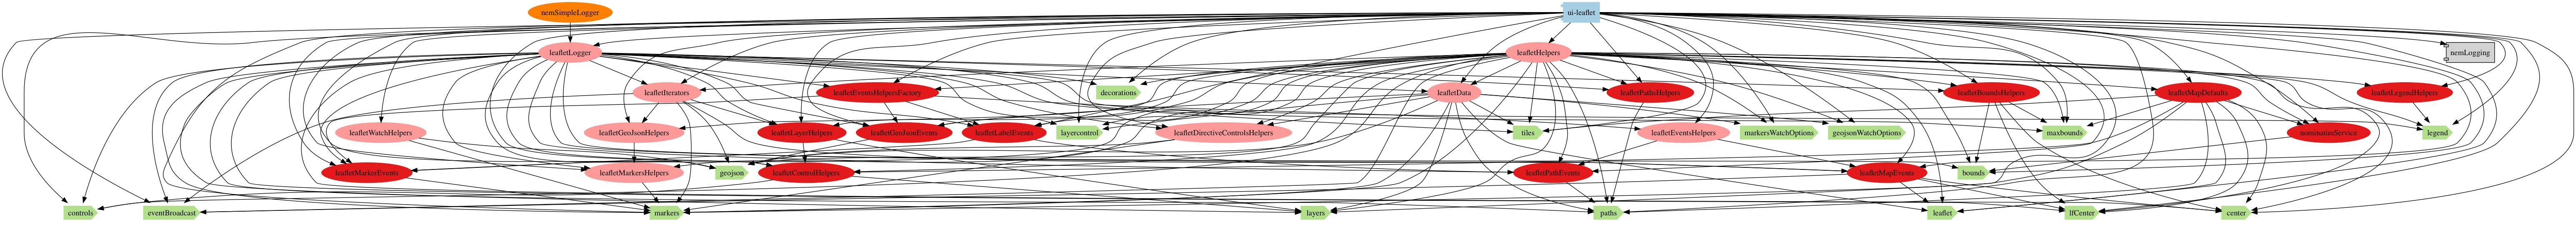 nemSimpleLogger
ui-leaflet
leafletLogger
leafletHelpers
nemLogging
leafletIterators
leafletEventsHelpersFactory
decorations
leafletData
leafletPathsHelpers
leafletBoundsHelpers
leafletMapDefaults
leafletLegendHelpers
leafletWatchHelpers
leafletGeoJsonHelpers
leafletLayerHelpers
leafletGeoJsonEvents
leafletLabelEvents
layercontrol
leafletDirectiveControlsHelpers
tiles
leafletEventsHelpers
markersWatchOptions
geojsonWatchOptions
maxbounds
nominatimService
legend
leafletMarkerEvents
leafletMarkersHelpers
geojson
leafletControlHelpers
leafletPathEvents
leafletMapEvents
bounds
controls
eventBroadcast
markers
layers
paths
leaflet
lfCenter
center